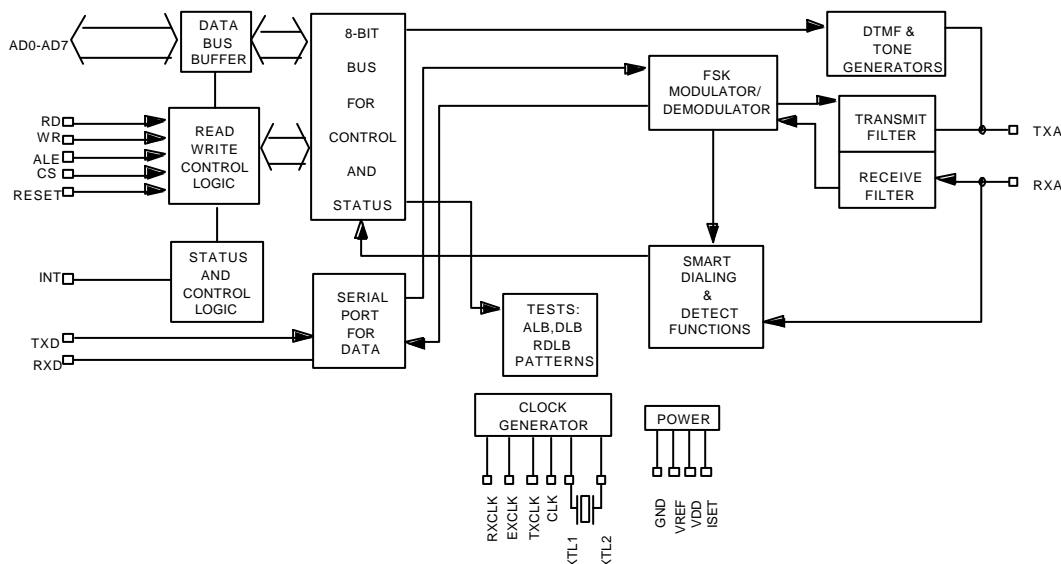 AD0-AD7
DATA
BUS
BUFFER
8-BIT
BUS
FOR
CONTROL
AND
STATUS
DTMF &
TONE
GENERATORS
FSK
MODULATOR/
DEMODULATOR
TRANSMIT
FILTER
TXA
RECEIVE
FILTER
RXA
RD
WR
ALE
CS
RESET
READ
WRITE
CONTROL
LOGIC
INT
STATUS
AND
CONTROL
LOGIC
SMART
DIALING
&
DETECT
FUNCTIONS
TXD
RXD
SERIAL
PORT
FOR
DATA
TESTS:
ALB,DLB
RDLB
PATTERNS
CLOCK
GENERATOR
RXCLK
EXCLK
TXCLK
CLK
XTL1
XTL2
POWER
GND
VREF
VDD
ISET